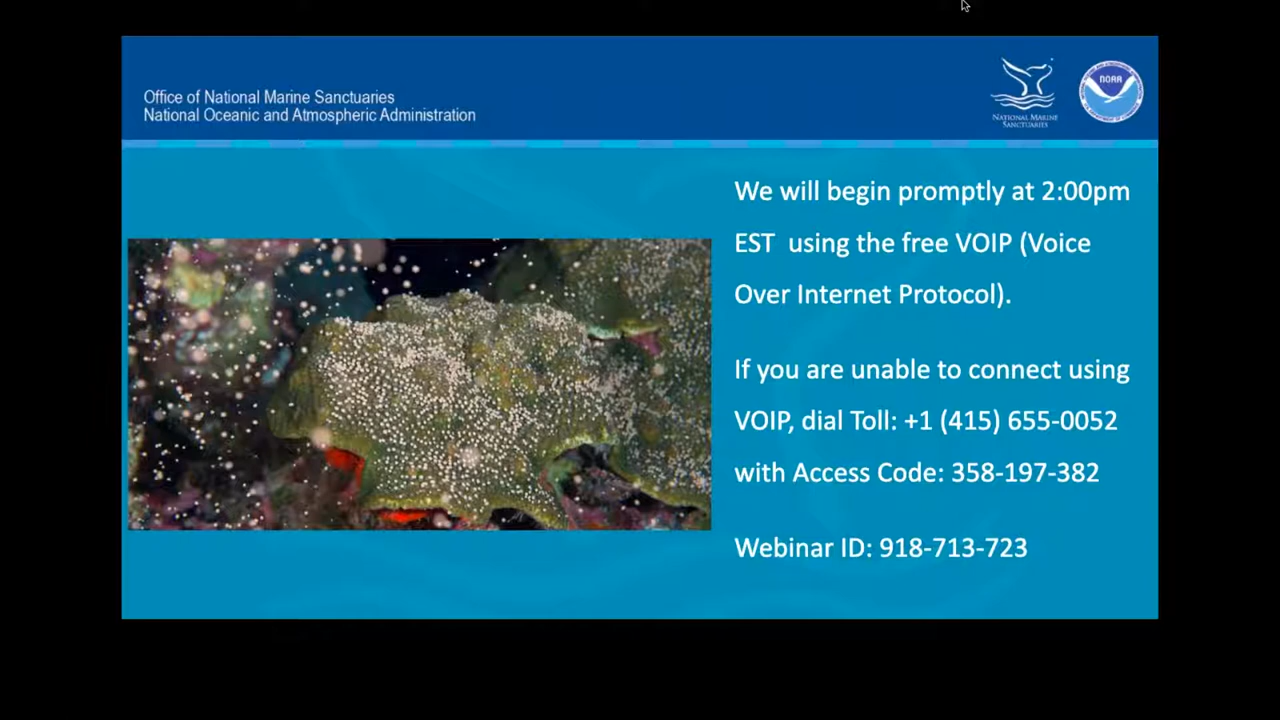 Office of National Marine Sanctuaries
National Oceanic and Atmospheric Administration
NATIONAL MARINE
SANCTUARIES
NOAA
We will begin promptly at 2:00pm
EST using the free VOIP (Voice
Over Internet Protocol).
If you are unable to connect using
VOIP, dial Toll: +1 (415) 655-0052
with Access Code: 358-197-382
Webinar ID: 918-713-723